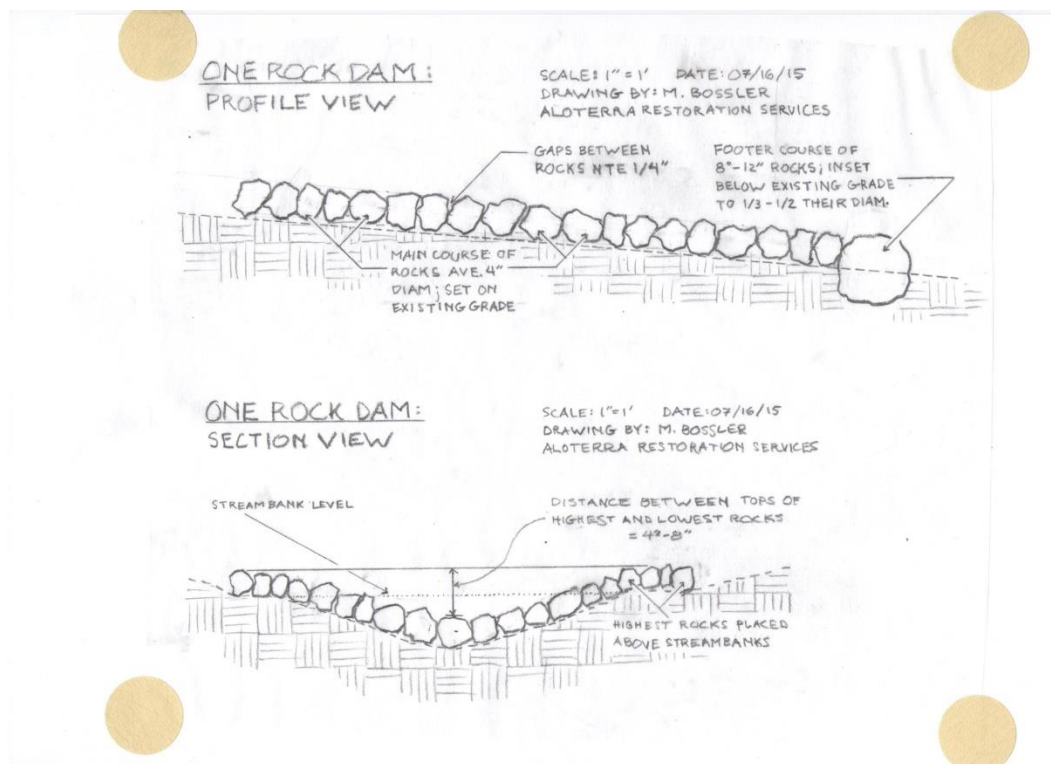 ONE ROCK DAM:
PROFILE VIEW
SCALE: 1" = 1' DATE: 07/16/15
DRAWING BY: M. BOSSLER
ALOTERRA RESTORATION SERVICES
GAPS BETWEEN
ROCKS NTE 1/4"
FOOTER COURSE OF
8"-12" ROCKS; INSET
BELOW EXISTING GRADE
TO 1/3 - 1/2 THEIR DIAM.
MAIN COURSE OF
ROCKS AVE. 4"
DIAM; SET ON
EXISTING GRADE
ONE ROCK DAM:
SECTION VIEW
SCALE: 1"=1' DATE: 07/16/15
DRAWING BY: M. BOSSLER
ALOTERRA RESTORATION SERVICES
STREAMBANK LEVEL
DISTANCE BETWEEN TOPS OF
HIGHEST AND LOWEST ROCKS
= 4"-8"
HIGHEST ROCKS PLACED
ABOVE STREAMBANKS